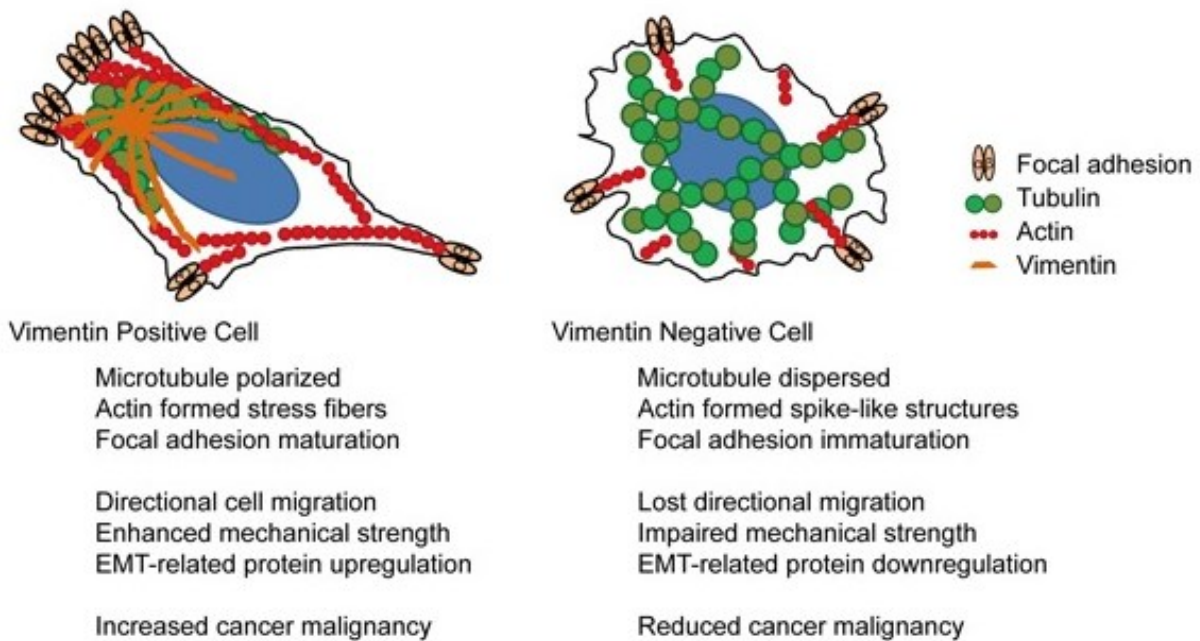 Focal adhesion
Tubulin
Actin
Vimentin
Vimentin Positive Cell
Microtubule polarized
Actin formed stress fibers
Focal adhesion maturation
Directional cell migration
Enhanced mechanical strength
EMT-related protein upregulation
Increased cancer malignancy
Vimentin Negative Cell
Microtubule dispersed
Actin formed spike-like structures
Focal adhesion immaturation
Lost directional migration
Impaired mechanical strength
EMT-related protein downregulation
Reduced cancer malignancy